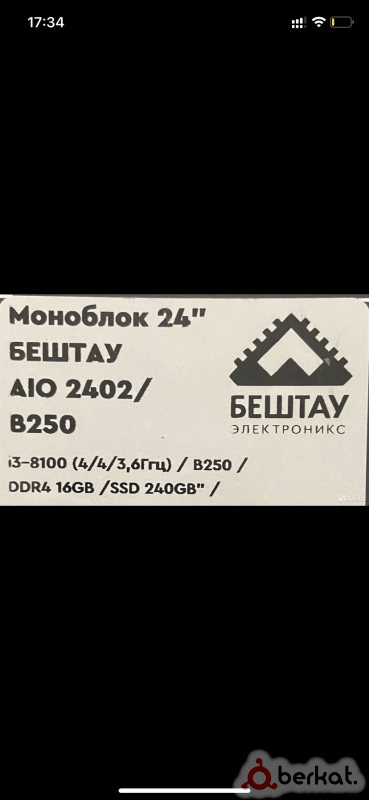 17:34
Моноблок 24"
БЕШТАУ
AIO 2402/
B250
i3-8100 (4/4/3,6Ггц) / B250 /
DDR4 16GB /SSD 240GB" /
БЕШТАУ
ЭЛЕКТРОНИКС
Avito
berkat.